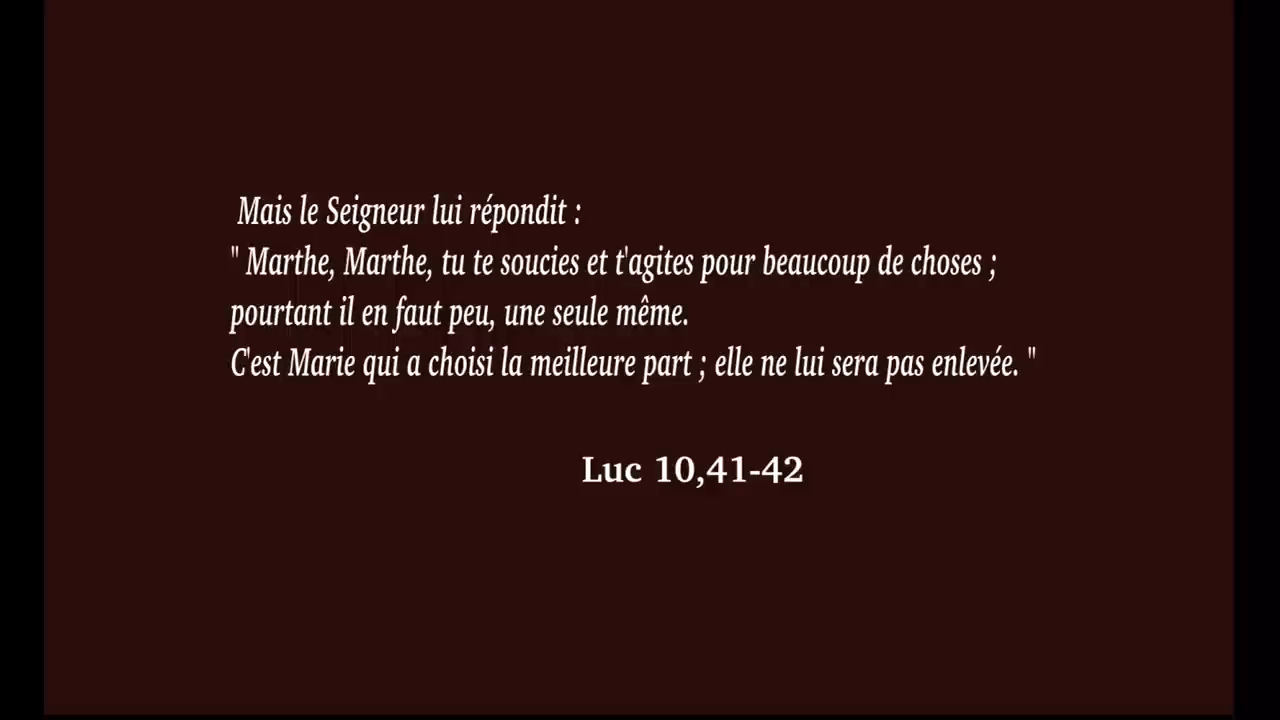 Mais le Seigneur lui répondit :
" Marthe, Marthe, tu te soucies et t'agites pour beaucoup de choses ;
pourtant il en faut peu, une seule même.
C'est Marie qui a choisi la meilleure part ; elle ne lui sera pas enlevée. "
Luc 10,41-42